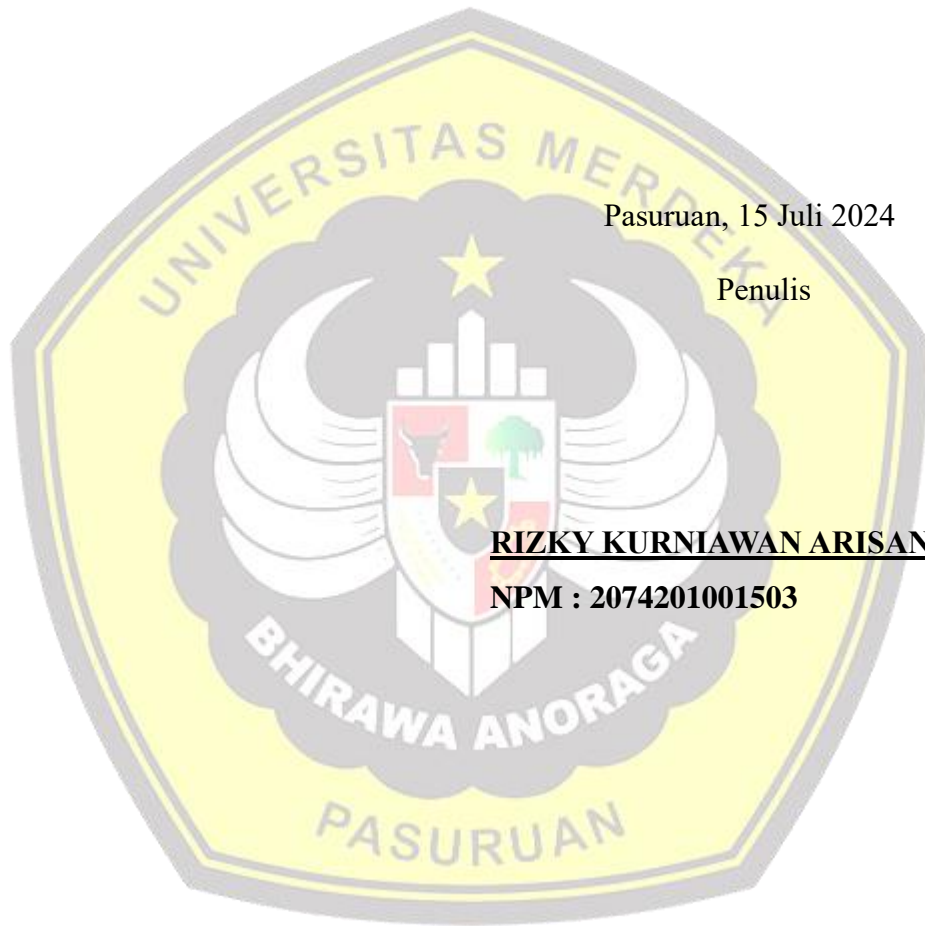 UNIVERSITAS MERDEKA
Pasuruan, 15 Juli 2024
Penulis
RIZKY KURNIAWAN ARISAN
NPM : 2074201001503
BHIRAWA ANORAGA
PASURUAN